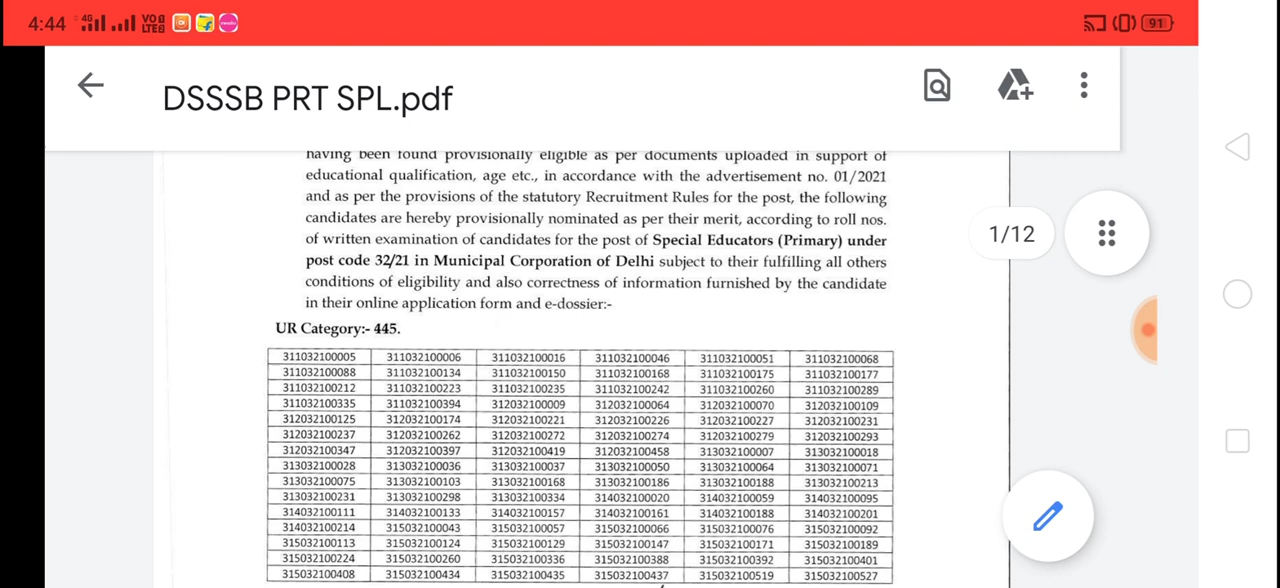 4:44 4G VO LTE 91
DSSSB PRT SPL.pdf
having been found provisionally eligible as per documents uploaded in support of
educational qualification, age etc., in accordance with the advertisement no. 01/2021
and as per the provisions of the statutory Recruitment Rules for the post, the following
candidates are hereby provisionally nominated as per their merit, according to roll nos.
of written examination of candidates for the post of Special Educators (Primary) under
post code 32/21 in Municipal Corporation of Delhi subject to their fulfilling all others
conditions of eligibility and also correctness of information furnished by the candidate
in their online application form and e-dossier:-
1/12
UR Category:- 445.
311032100005 311032100006 311032100016 311032100046 311032100051 311032100068
311032100088 311032100134 311032100150 311032100168 311032100175 311032100177
311032100212 311032100223 311032100235 311032100242 311032100260 311032100289
311032100335 311032100394 312032100009 312032100064 312032100070 312032100109
312032100125 312032100174 312032100221 312032100226 312032100227 312032100231
312032100237 312032100262 312032100272 312032100274 312032100279 312032100293
312032100347 312032100397 312032100419 312032100458 313032100007 313032100018
313032100028 313032100036 313032100037 313032100050 313032100064 313032100071
313032100075 313032100103 313032100168 313032100186 313032100188 313032100213
313032100231 313032100298 313032100334 314032100020 314032100059 314032100095
314032100111 314032100133 314032100157 314032100161 314032100188 314032100201
314032100214 315032100043 315032100057 315032100066 315032100076 315032100092
315032100113 315032100124 315032100129 315032100147 315032100171 315032100189
315032100224 315032100260 315032100336 315032100388 315032100392 315032100401
315032100408 315032100434 315032100435 315032100437 315032100519 315032100527